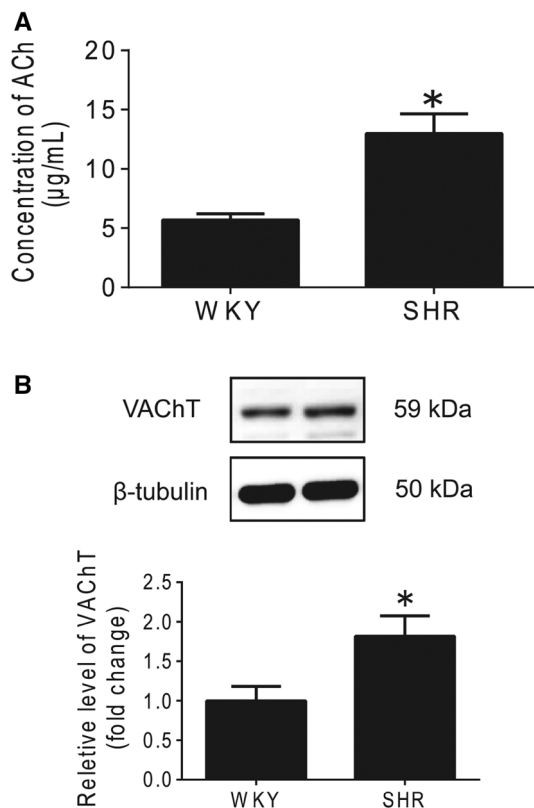 A
Concentration of ACh
(μg/mL)
20
15
10
5
0
*
WKY
SHR
B
VAChT
59 kDa
β-tubulin
50 kDa
Reletive level of VAChT
(fold change)
2.5
2.0
1.5
1.0
0.5
0.0
*
WKY
SHR